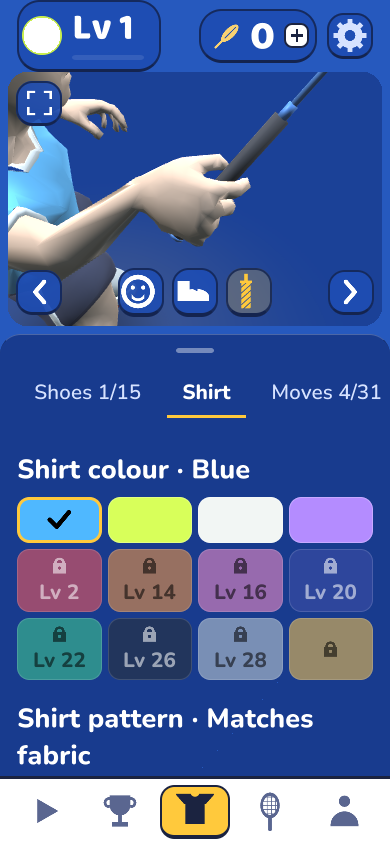 Lv 1
0
Shoes 1/15
Shirt
Moves 4/31
Shirt colour · Blue
Lv 2
Lv 14
Lv 16
Lv 20
Lv 22
Lv 26
Lv 28
Shirt pattern · Matches
fabric